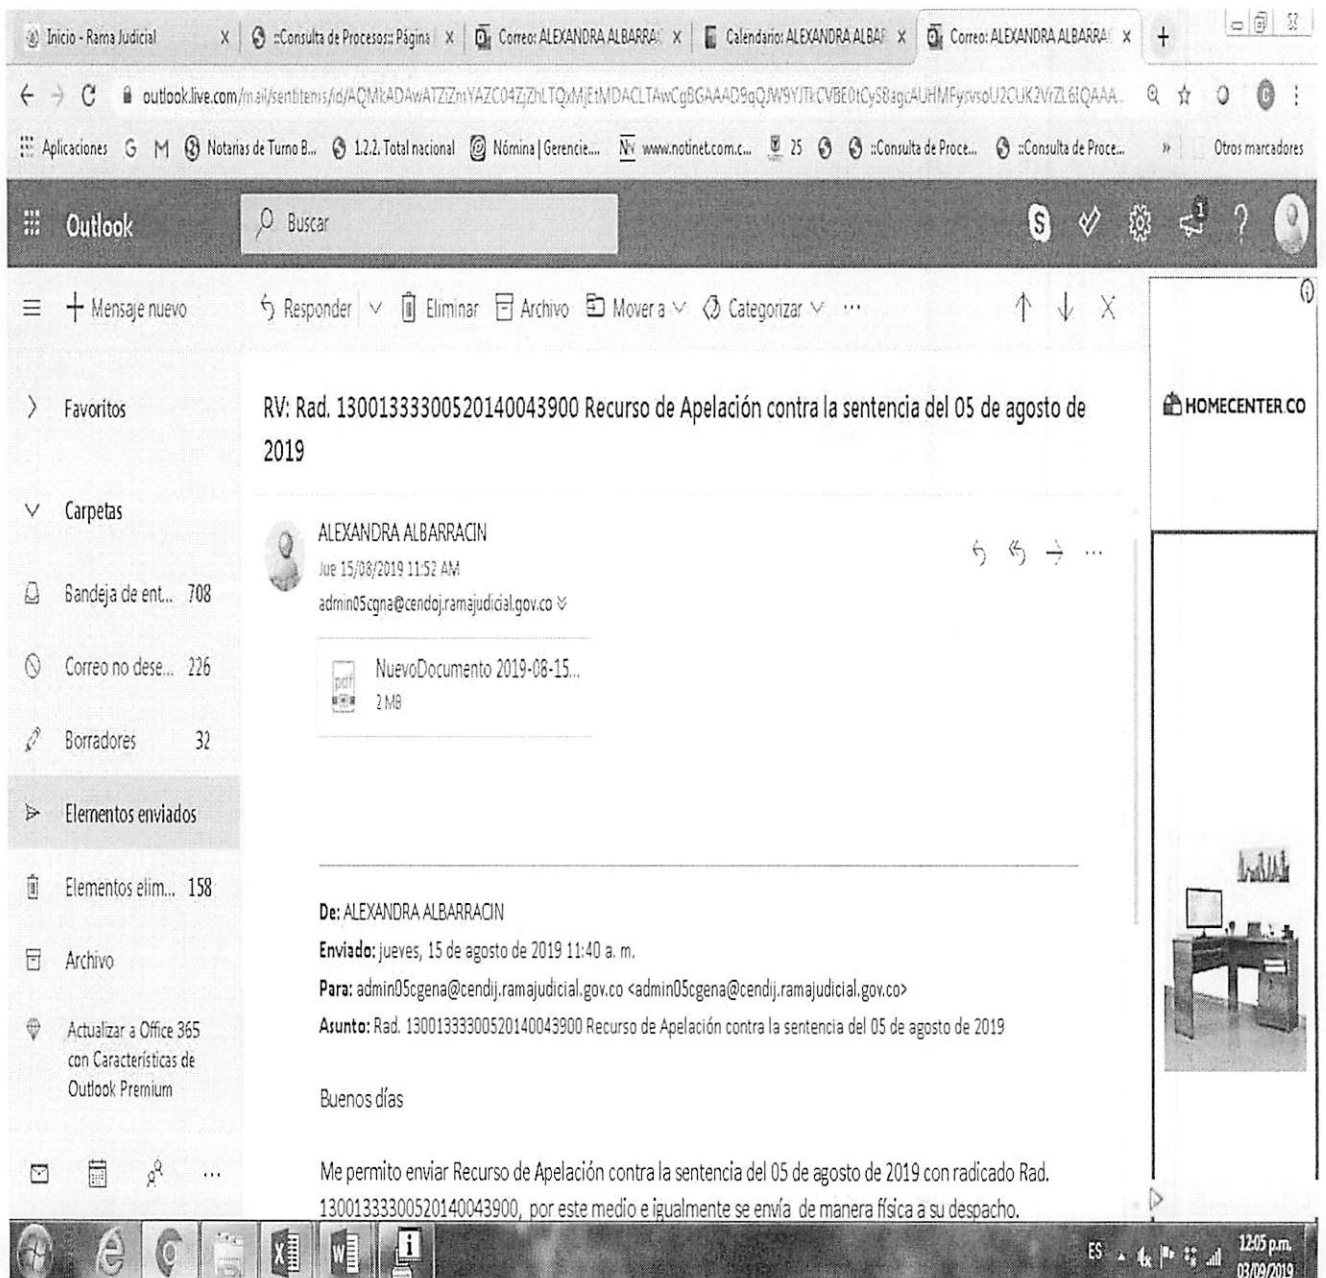 Inicio - Rama Judicial
::Consulta de Procesos:: Página
Correo: ALEXANDRA ALBARRA
Calendario: ALEXANDRA ALBAR
Correo: ALEXANDRA ALBARRA
outlook.live.com/mail/sentitems/id/
Aplicaciones
Notarias de Turno B...
1.2.2. Total nacional
Nómina | Gerencie....
www.notinet.com.c...
25
::Consulta de Proce...
::Consulta de Proce...
»
Otros marcadores
Outlook
Buscar
1
Mensaje nuevo
Responder
Eliminar
Archivo
Mover a
Categorizar
...
Favoritos
RV: Rad. 13001333300520140043900 Recurso de Apelación contra la sentencia del 05 de agosto de
2019
HOMECENTER.CO
Carpetas
ALEXANDRA ALBARRACIN
Jue 15/08/2019 11:52 AM
admin05cgna@cendoj.ramajudicial.gov.co
Bandeja de ent... 708
Correo no dese... 226
NuevoDocumento 2019-08-15...
pdf
2 MB
Borradores 32
Elementos enviados
Elementos elim... 158
Archivo
Actualizar a Office 365
con Características de
Outlook Premium
De: ALEXANDRA ALBARRACIN
Enviado: jueves, 15 de agosto de 2019 11:40 a. m.
Para: admin05cgena@cendij.ramajudicial.gov.co <admin05cgena@cendij.ramajudicial.gov.co>
Asunto: Rad. 13001333300520140043900 Recurso de Apelación contra la sentencia del 05 de agosto de 2019
Buenos días
Me permito enviar Recurso de Apelación contra la sentencia del 05 de agosto de 2019 con radicado Rad.
13001333300520140043900, por este medio e igualmente se envía de manera física a su despacho.
ES
12:05 p.m.
03/09/2019